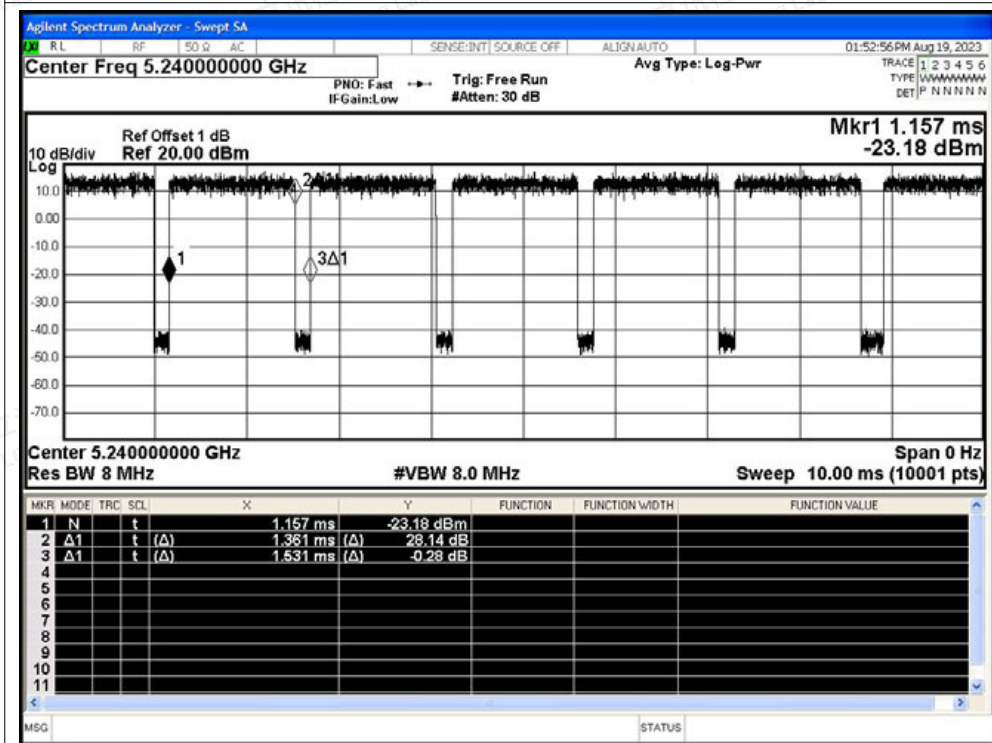 Agilent Spectrum Analyzer - Swept SA
RL RF 50 Ω AC SENSE:INT SOURCE OFF ALIGN AUTO 01:52:56 PM Aug 19, 2023
Center Freq 5.240000000 GHz Avg Type: Log-Pwr TRACE 1 2 3 4 5 6
PNO: Fast Trig: Free Run TYPE WWWWWW
IFGain:Low #Atten: 30 dB DET P N N N N N
Mkr1 1.157 ms
-23.18 dBm
Ref Offset 1 dB
10 dB/div Ref 20.00 dBm
Log
10.0
0.00
-10.0
-20.0
-30.0
-40.0
-50.0
-60.0
-70.0
1
3Δ1
Center 5.240000000 GHz Span 0 Hz
Res BW 8 MHz #VBW 8.0 MHz Sweep 10.00 ms (10001 pts)
MKR MODE TRC SCL X Y FUNCTION FUNCTION WIDTH FUNCTION VALUE
1 N t 1.157 ms -23.18 dBm
2 Δ1 t (Δ) 1.361 ms (Δ) 28.14 dB
3 Δ1 t (Δ) 1.531 ms (Δ) -0.28 dB
4
5
6
7
8
9
10
11
MSG STATUS